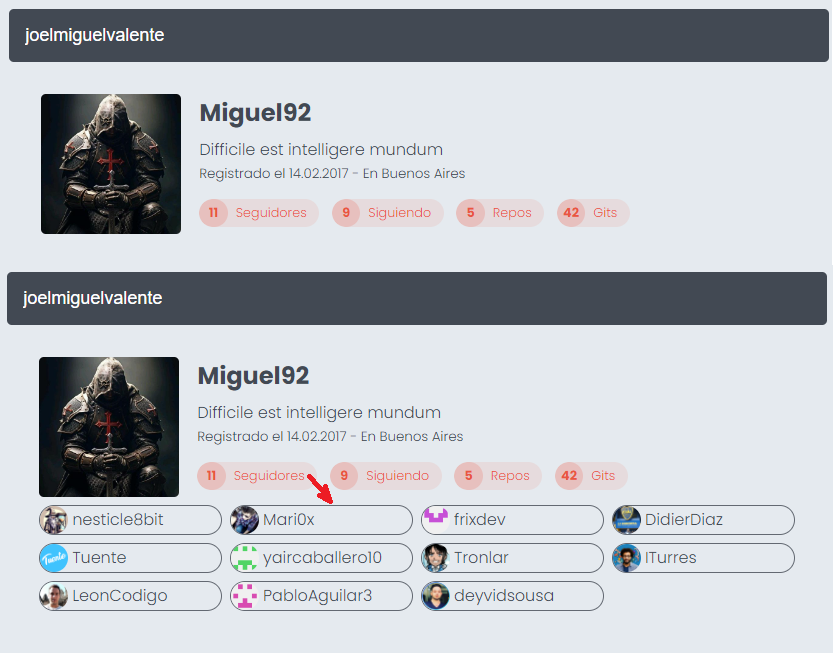 joelmiguelvalente
Miguel92
Difficile est intelligere mundum
Registrado el 14.02.2017 - En Buenos Aires
11 Seguidores 9 Siguiendo 5 Repos 42 Gits
joelmiguelvalente
Miguel92
Difficile est intelligere mundum
Registrado el 14.02.2017 - En Buenos Aires
11 Seguidores 9 Siguiendo 5 Repos 42 Gits
nesticle8bit Mari0x frixdev DidierDiaz
Tuente Tuente yaircaballero10 Tronlar ITurres
LeonCodigo PabloAguilar3 deyvidsousa